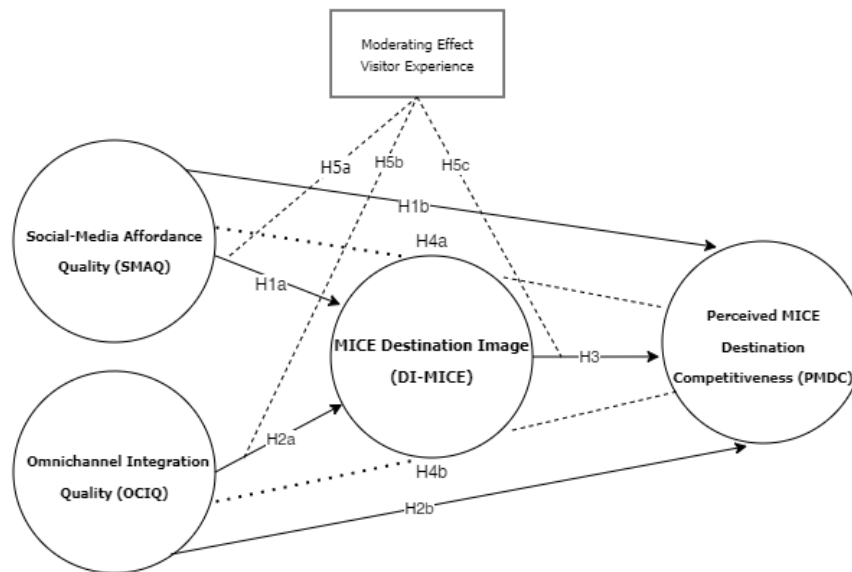 Moderating Effect
Visitor Experience
H5a
H5b
H5c
H1b
Social-Media Affordance
Quality (SMAQ)
H4a
H1a
MICE Destination Image
(DI-MICE)
H3
Perceived MICE
Destination
Competitiveness (PMDC)
H2a
Omnichannel Integration
Quality (OCIQ)
H4b
H2b